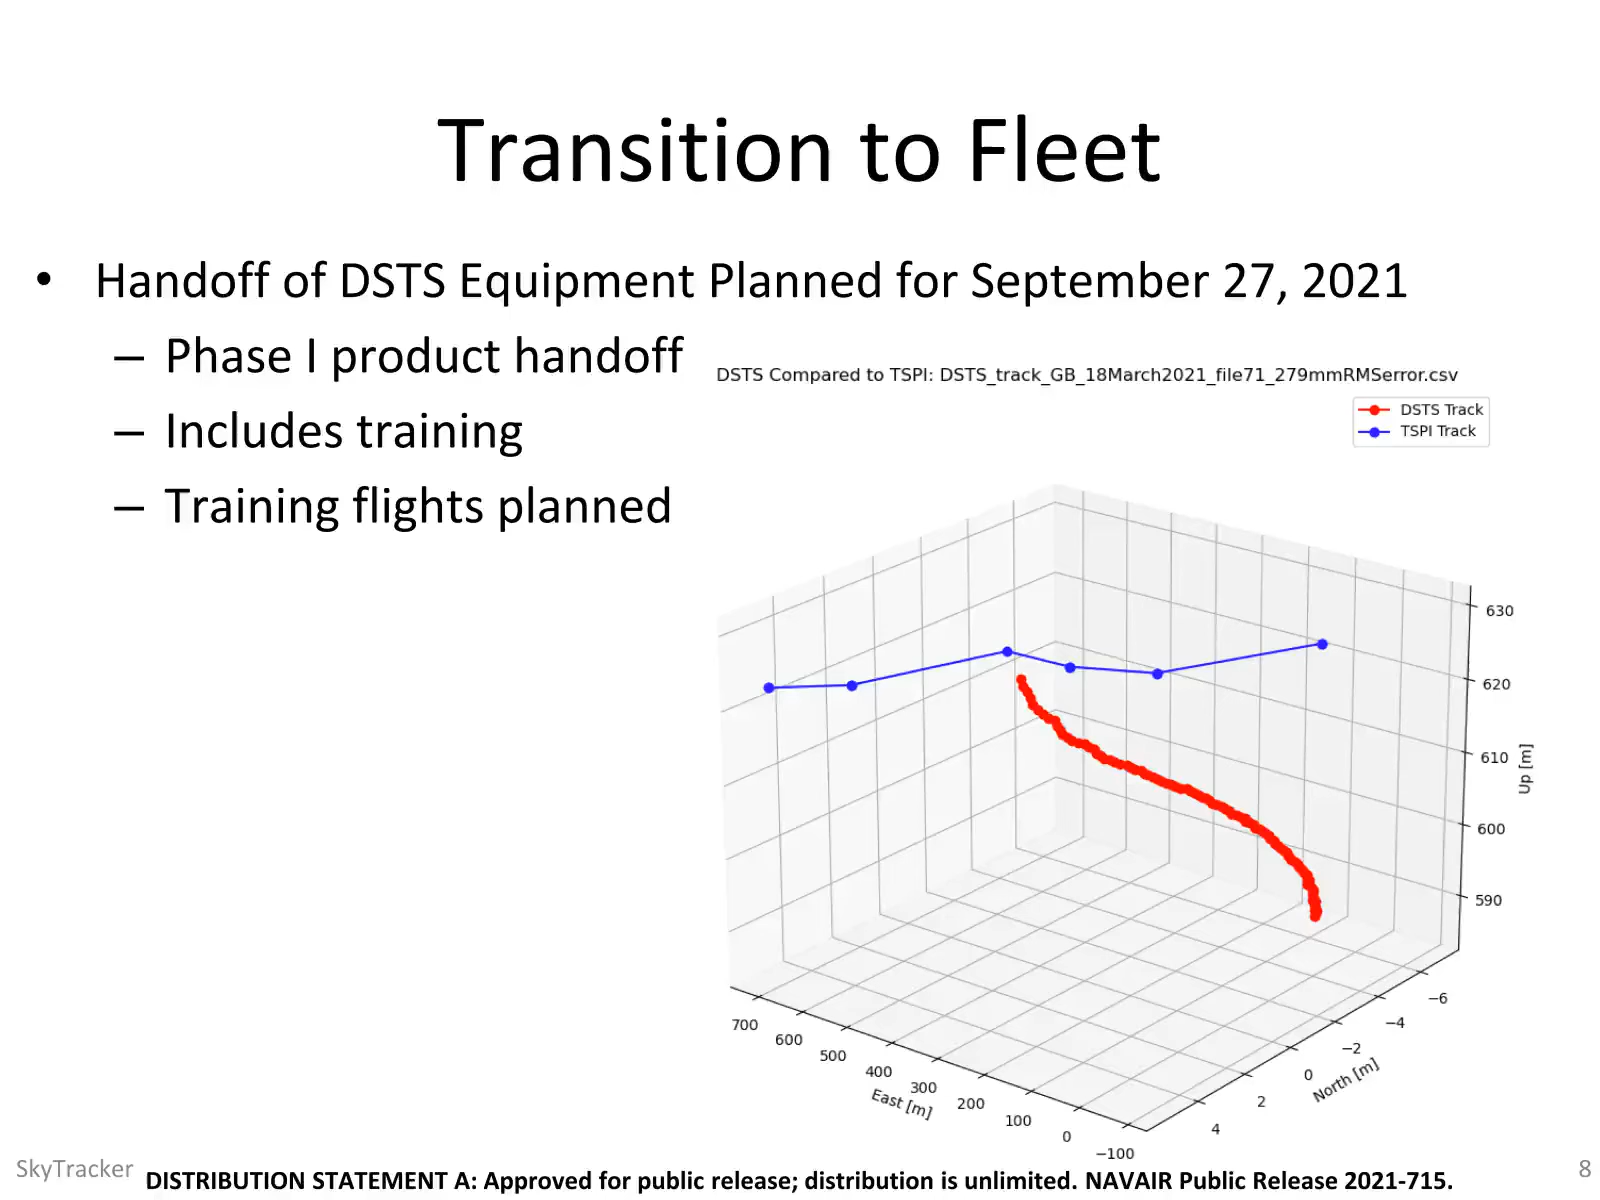 Transition to Fleet
• Handoff of DSTS Equipment Planned for September 27, 2021
– Phase I product handoff
– Includes training
– Training flights planned
DSTS Compared to TSPI: DSTS_track_GB_18March2021_file71_279mmRMSerror.csv
DSTS Track
TSPI Track
630
620
610
600
590
Up [m]
700
600
500
400
300
200
100
0
−100
East [m]
−6
−4
−2
0
2
4
North [m]
SkyTracker
DISTRIBUTION STATEMENT A: Approved for public release; distribution is unlimited. NAVAIR Public Release 2021-715.
8